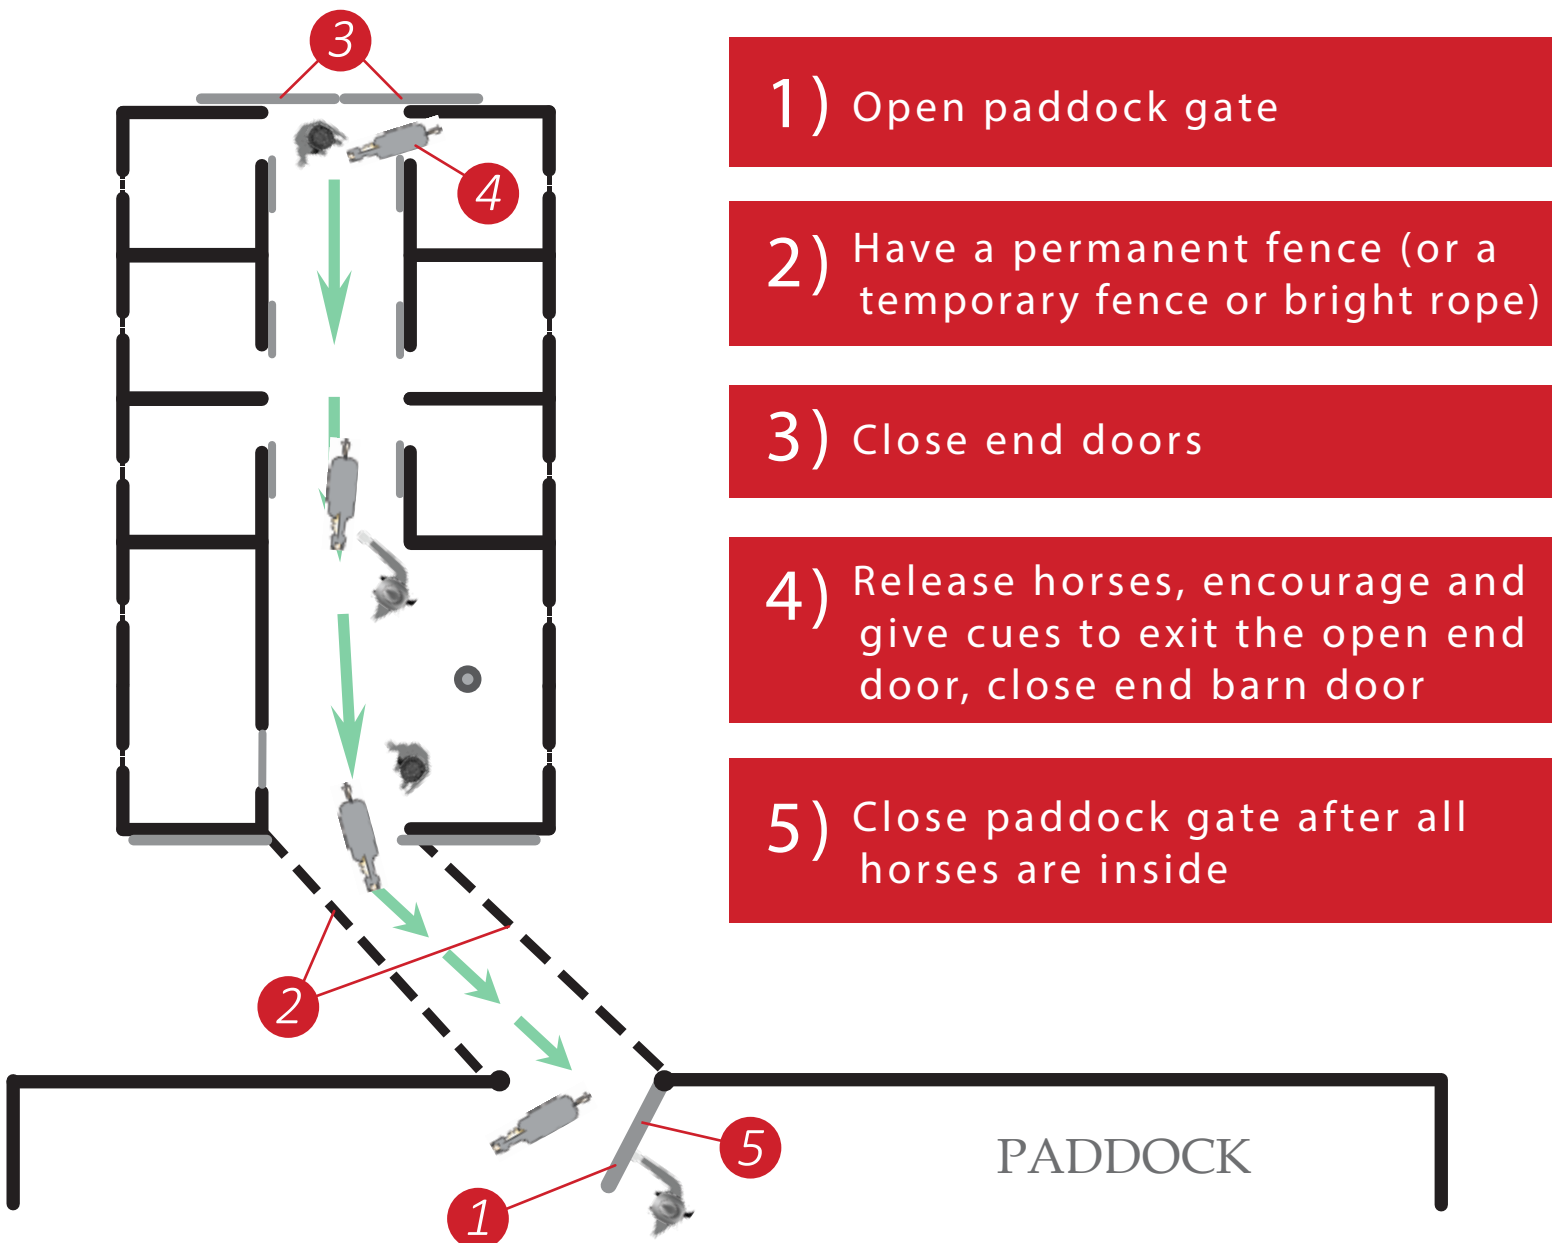 3
4
1) Open paddock gate
2) Have a permanent fence (or a
temporary fence or bright rope)
3) Close end doors
4) Release horses, encourage and
give cues to exit the open end
door, close end barn door
5) Close paddock gate after all
horses are inside
2
5
PADDOCK
1